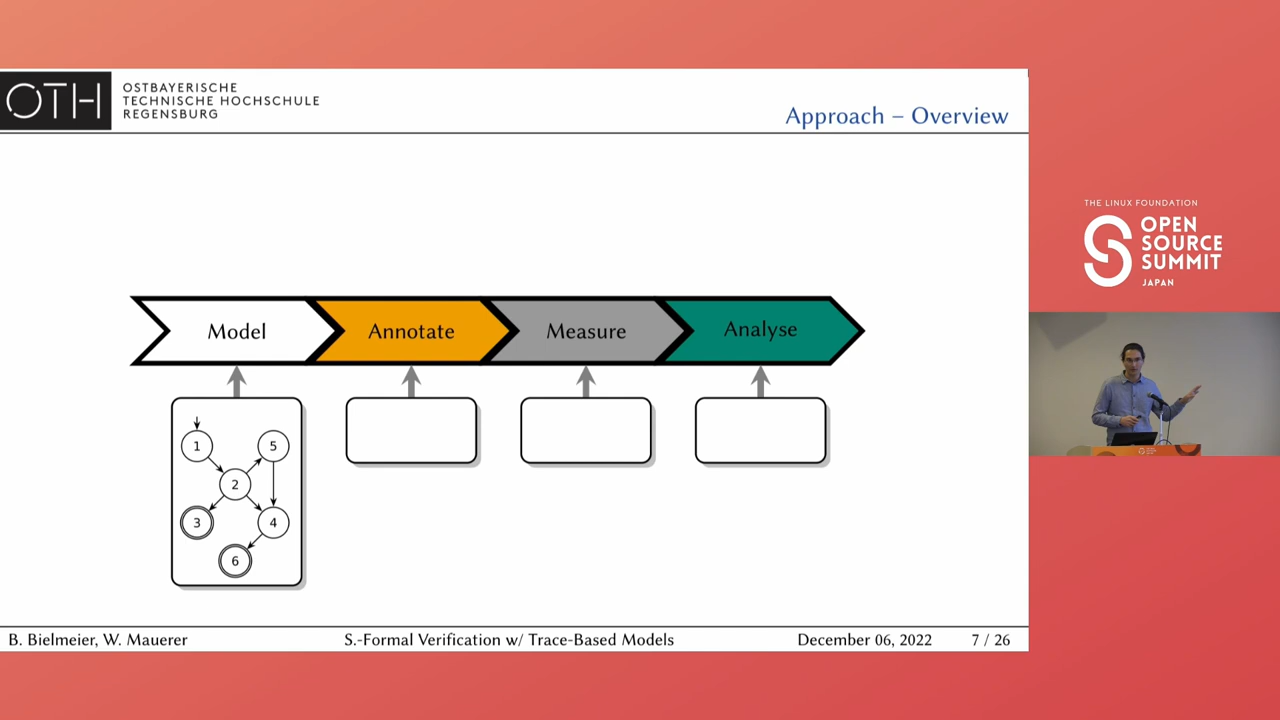 OTH
OSTBAYERISCHE
TECHNISCHE HOCHSCHULE
REGENSBURG
Approach – Overview
Model
Annotate
Measure
Analyse
1
5
2
3
4
6
B. Bielmeier, W. Mauerer
S.-Formal Verification w/ Trace-Based Models
December 06, 2022
7 / 26
THE LINUX FOUNDATION
OPEN
SOURCE
SUMMIT
JAPAN